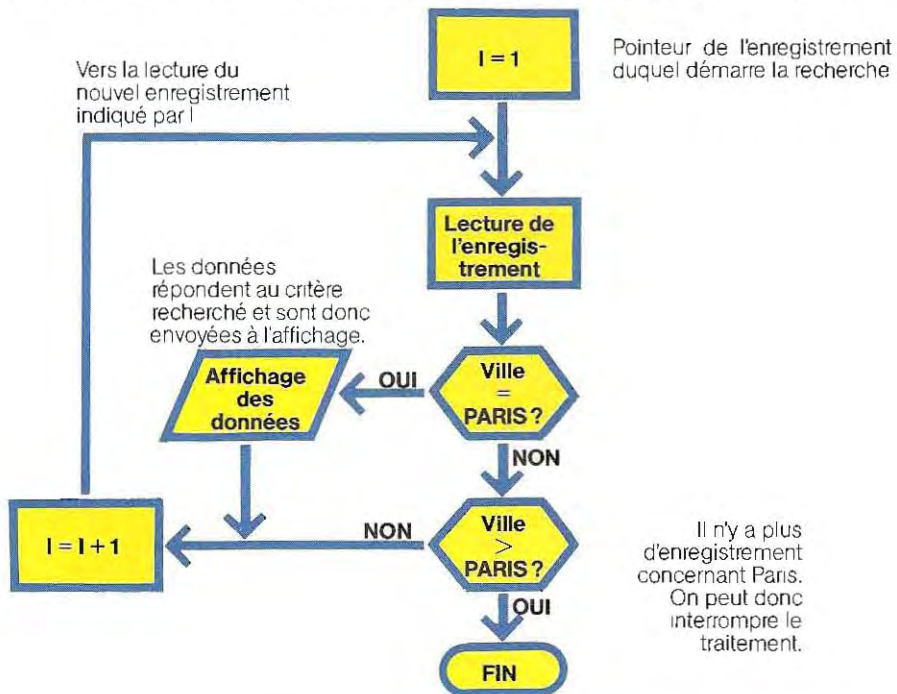 I = 1
Pointeur de l'enregistrement
duquel démarre la recherche
Vers la lecture du
nouvel enregistrement
indiqué par I
Lecture de
l'enregis-
trement
Les données
répondent au critère
recherché et sont donc
envoyées à l'affichage.
Affichage
des
données
OUI
Ville
=
PARIS ?
NON
I = I + 1
NON
Ville
>
PARIS ?
Il n'y a plus
d'enregistrement
concernant Paris.
On peut donc
interrompre le
traitement.
OUI
FIN